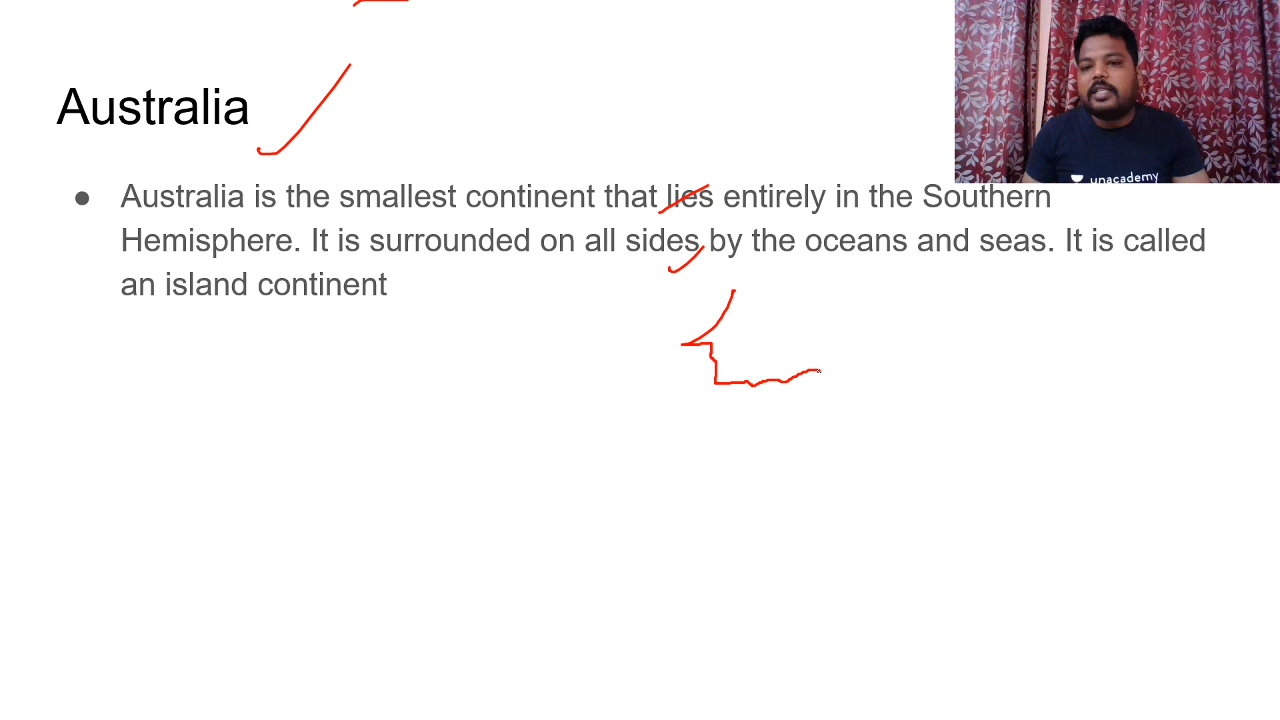 Australia
● Australia is the smallest continent that lies entirely in the Southern
Hemisphere. It is surrounded on all sides by the oceans and seas. It is called
an island continent
unacademy